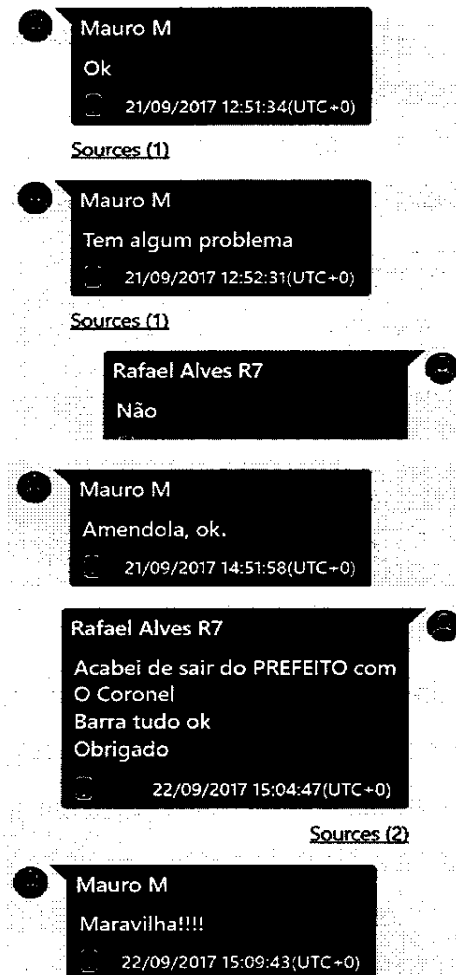 Mauro M
Ok
21/09/2017 12:51:34(UTC+0)
Sources (1)
Mauro M
Tem algum problema
21/09/2017 12:52:31(UTC+0)
Sources (1)
Rafael Alves R7
Não
Mauro M
Amendola, ok.
21/09/2017 14:51:58(UTC+0)
Rafael Alves R7
Acabei de sair do PREFEITO com
O Coronel
Barra tudo ok
Obrigado
22/09/2017 15:04:47(UTC+0)
Sources (2)
Mauro M
Maravilha!!!!
22/09/2017 15:09:43(UTC+0)